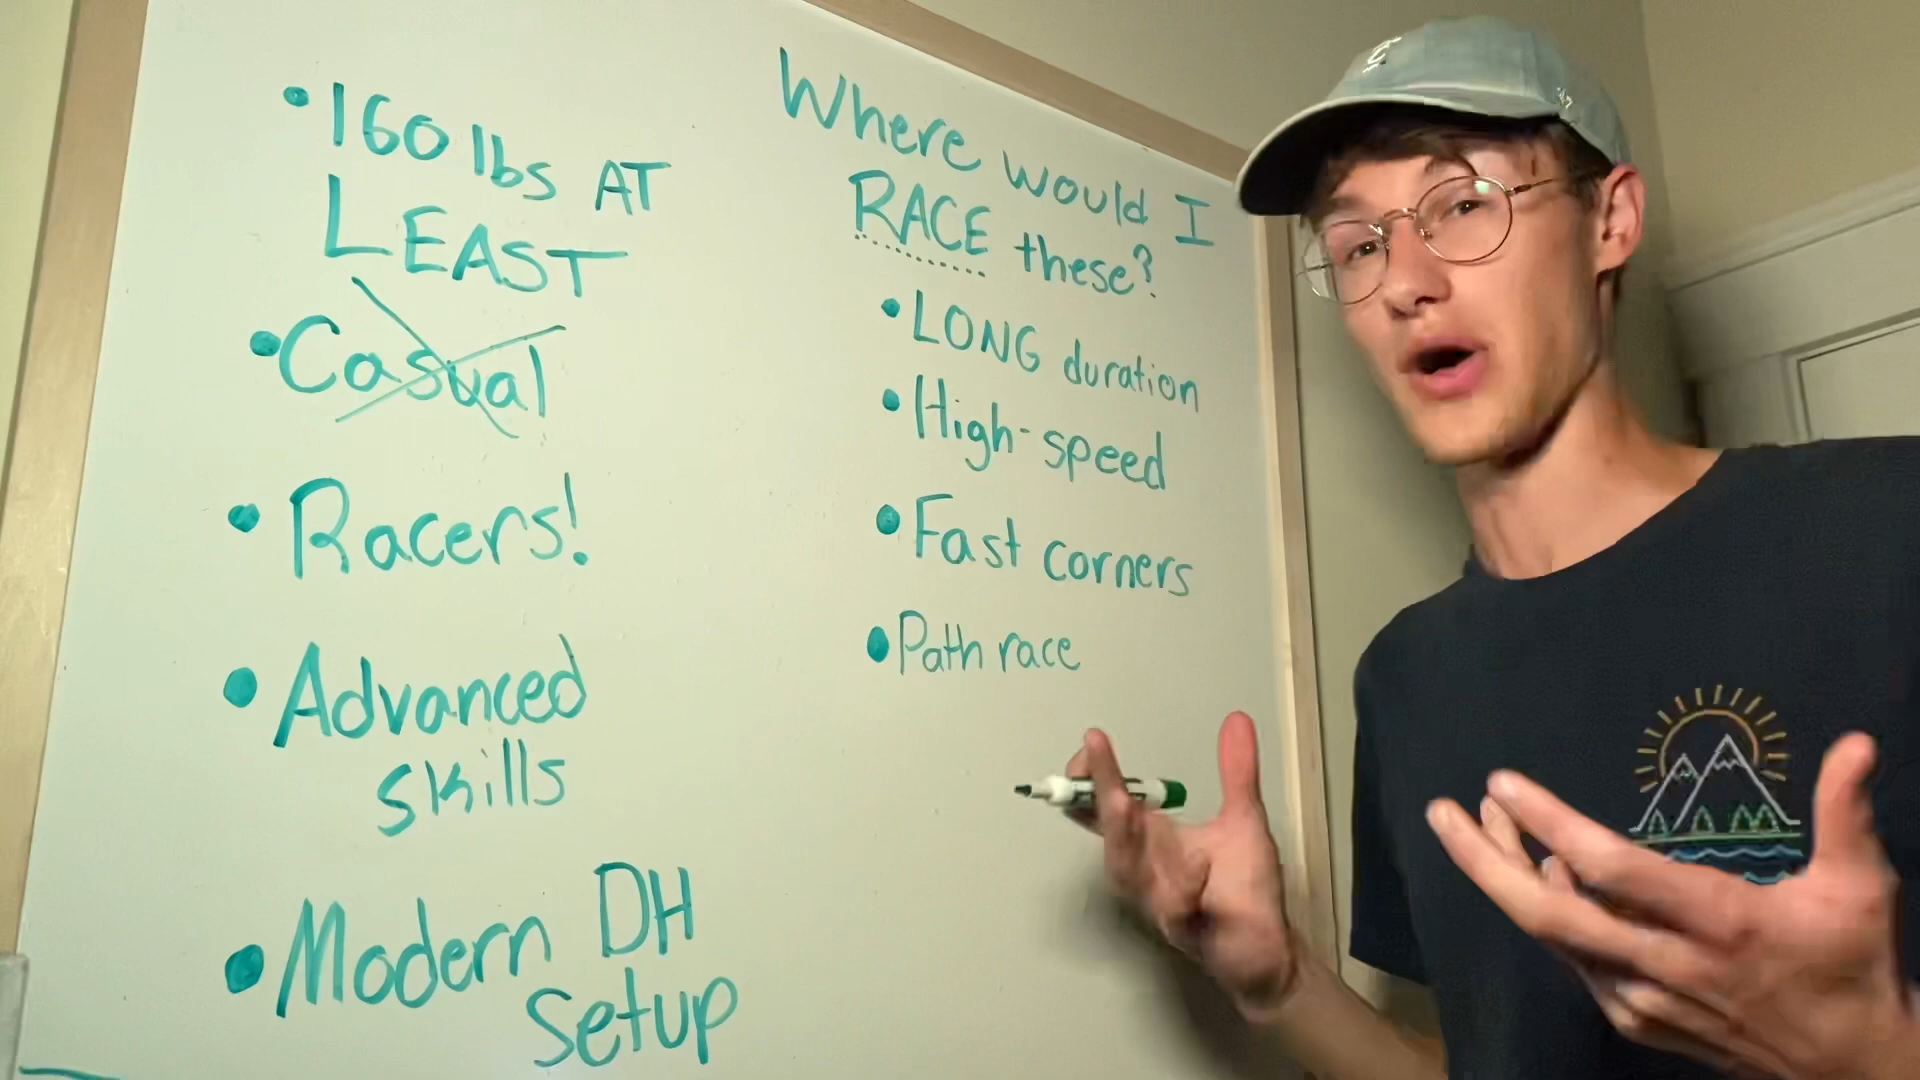 • 160 lbs AT
LEAST
• Casual
• Racers!
• Advanced
skills
• Modern DH
setup
Where would I
RACE these?
• LONG duration
• High-speed
• Fast corners
• Path race